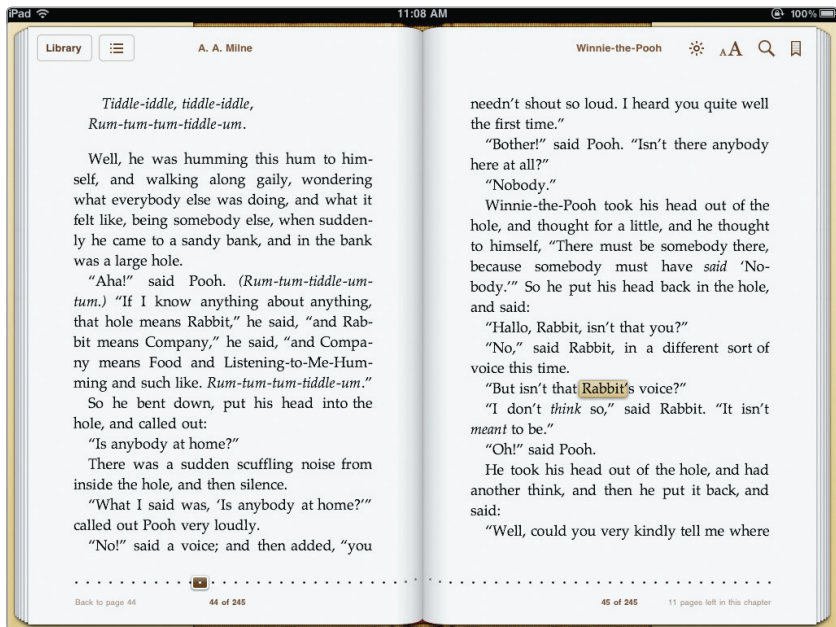 iPad 11:08 AM 100%
Library A. A. Milne Winnie-the-Pooh AA
Tiddle-iddle, tiddle-iddle,
Rum-tum-tum-tiddle-um.
Well, he was humming this hum to him-
self, and walking along gaily, wondering
what everybody else was doing, and what it
felt like, being somebody else, when sudden-
ly he came to a sandy bank, and in the bank
was a large hole.
“Aha!” said Pooh. (Rum-tum-tiddle-um-
tum.) “If I know anything about anything,
that hole means Rabbit,” he said, “and Rab-
bit means Company,” he said, “and Compa-
ny means Food and Listening-to-Me-Hum-
ming and such like. Rum-tum-tum-tiddle-um.”
So he bent down, put his head into the
hole, and called out:
“Is anybody at home?”
There was a sudden scuffling noise from
inside the hole, and then silence.
“What I said was, ‘Is anybody at home?’”
called out Pooh very loudly.
“No!” said a voice; and then added, “you
Back to page 44 44 of 245
needn't shout so loud. I heard you quite well
the first time.”
“Bother!” said Pooh. “Isn't there anybody
here at all?”
“Nobody.”
Winnie-the-Pooh took his head out of the
hole, and thought for a little, and he thought
to himself, “There must be somebody there,
because somebody must have said ‘No-
body.’” So he put his head back in the hole,
and said:
“Hallo, Rabbit, isn't that you?”
“No,” said Rabbit, in a different sort of
voice this time.
“But isn't that Rabbit's voice?”
“I don't think so,” said Rabbit. “It isn't
meant to be.”
“Oh!” said Pooh.
He took his head out of the hole, and had
another think, and then he put it back, and
said:
“Well, could you very kindly tell me where
45 of 245 11 pages left in this chapter